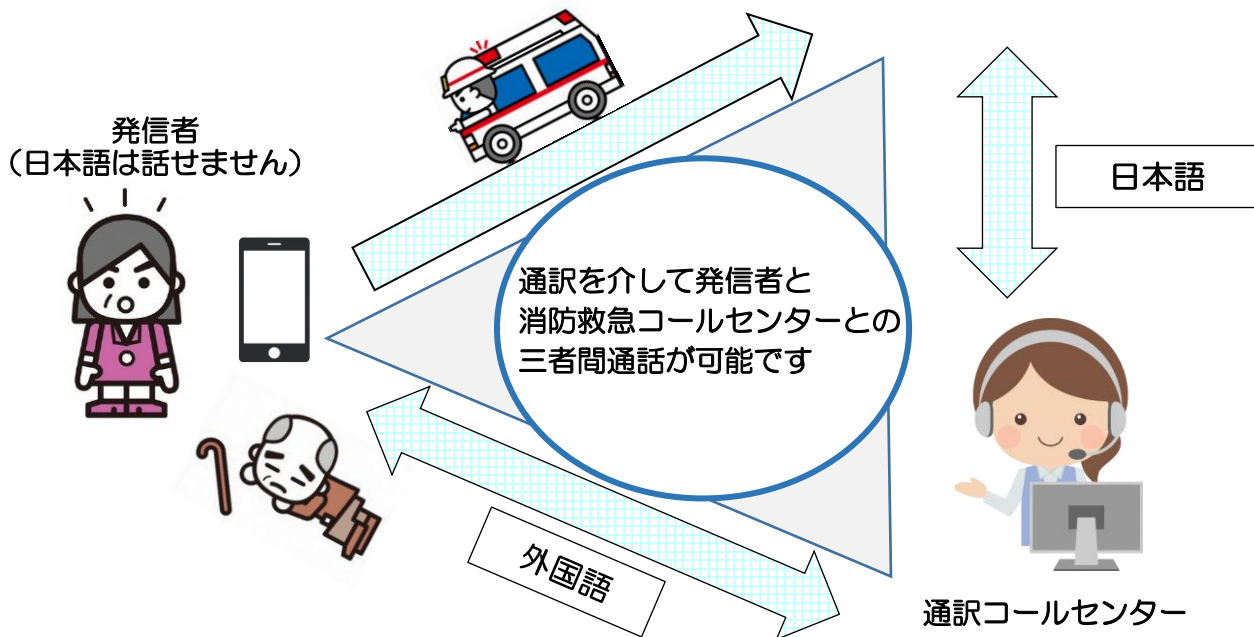 発信者
（日本語は話せません）
日本語
通訳を介して発信者と
消防救急コールセンターとの
三者間通話が可能です
外国語
通訳コールセンター